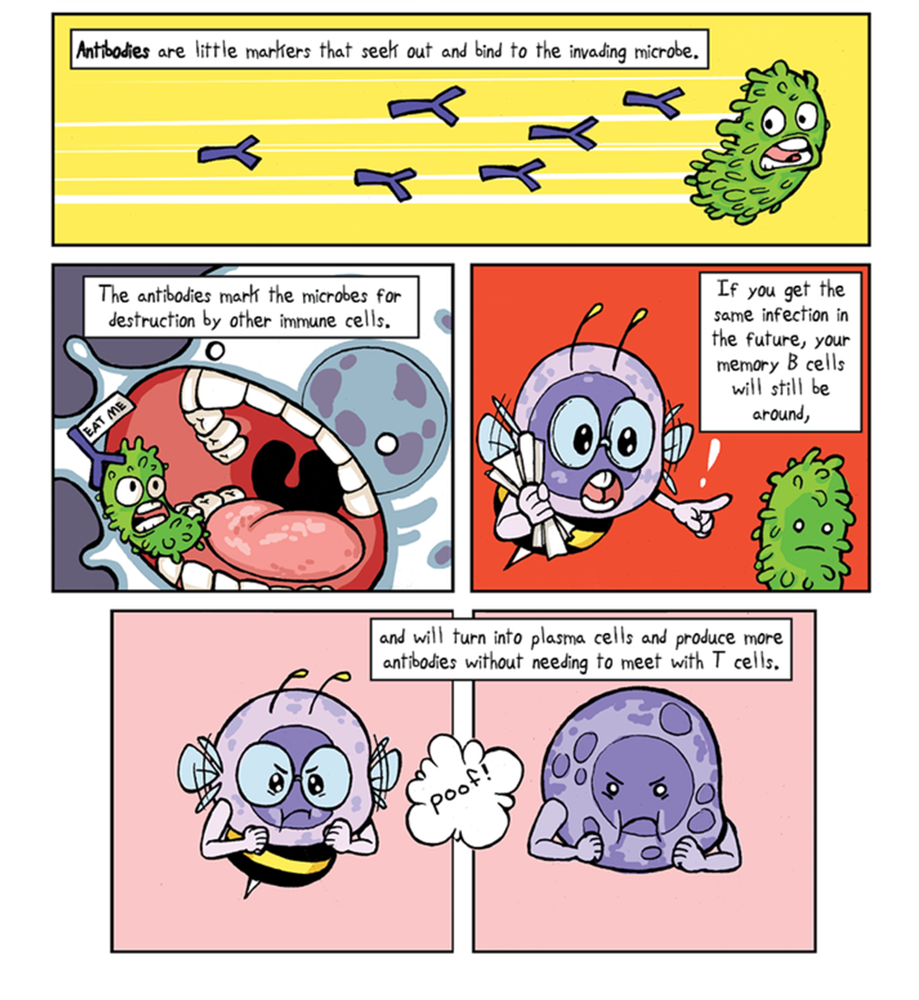 Antibodies are little markers that seek out and bind to the invading microbe.
The antibodies mark the microbes for
destruction by other immune cells.
EAT ME
If you get the
same infection in
the future, your
memory B cells
will still be
around,
!
and will turn into plasma cells and produce more
antibodies without needing to meet with T cells.
poof!